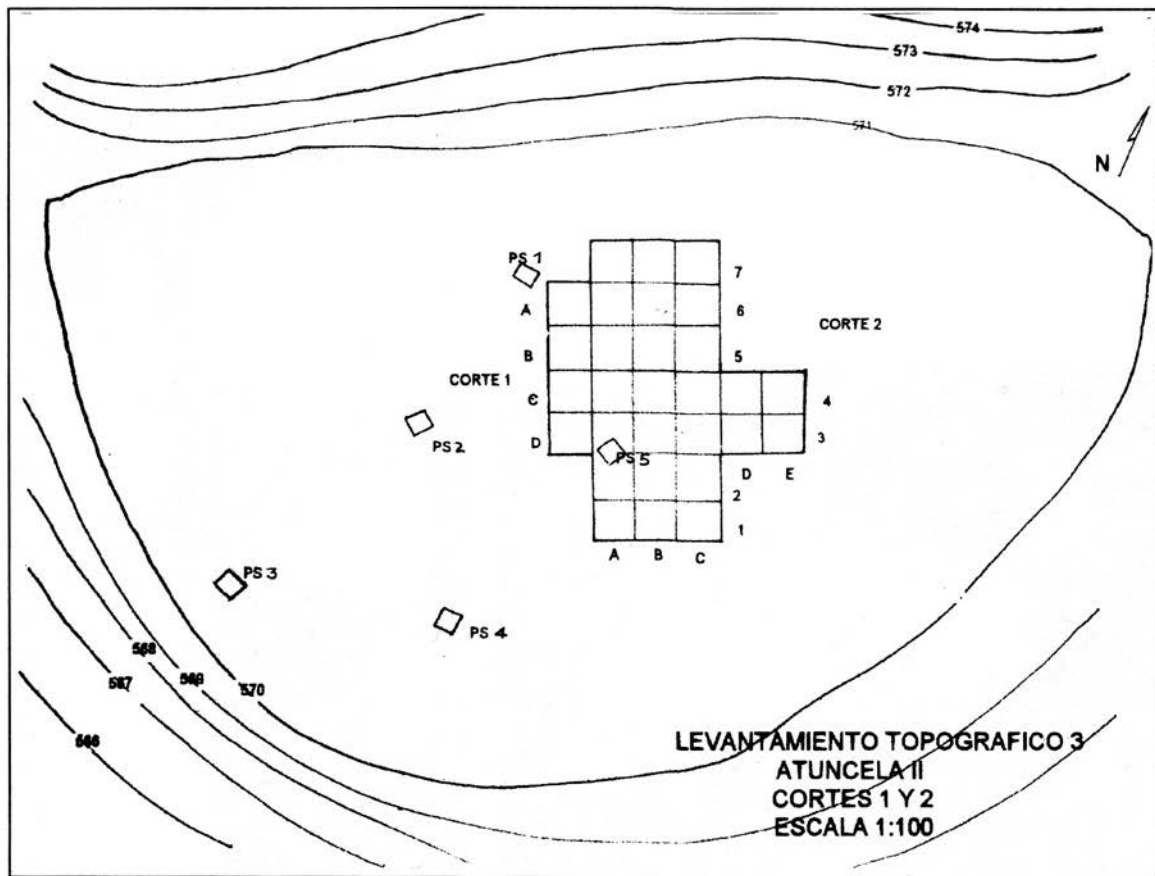 574
573
572
571
N
PS 1
7
A
6
CORTE 2
B
5
CORTE 1
C
4
D
3
PS 2
PS 5
D E
2
1
A B C
PS 3
PS 4
568
567
569
570
566
LEVANTAMIENTO TOPOGRAFICO 3
ATUNCELA II
CORTES 1 Y 2
ESCALA 1:100